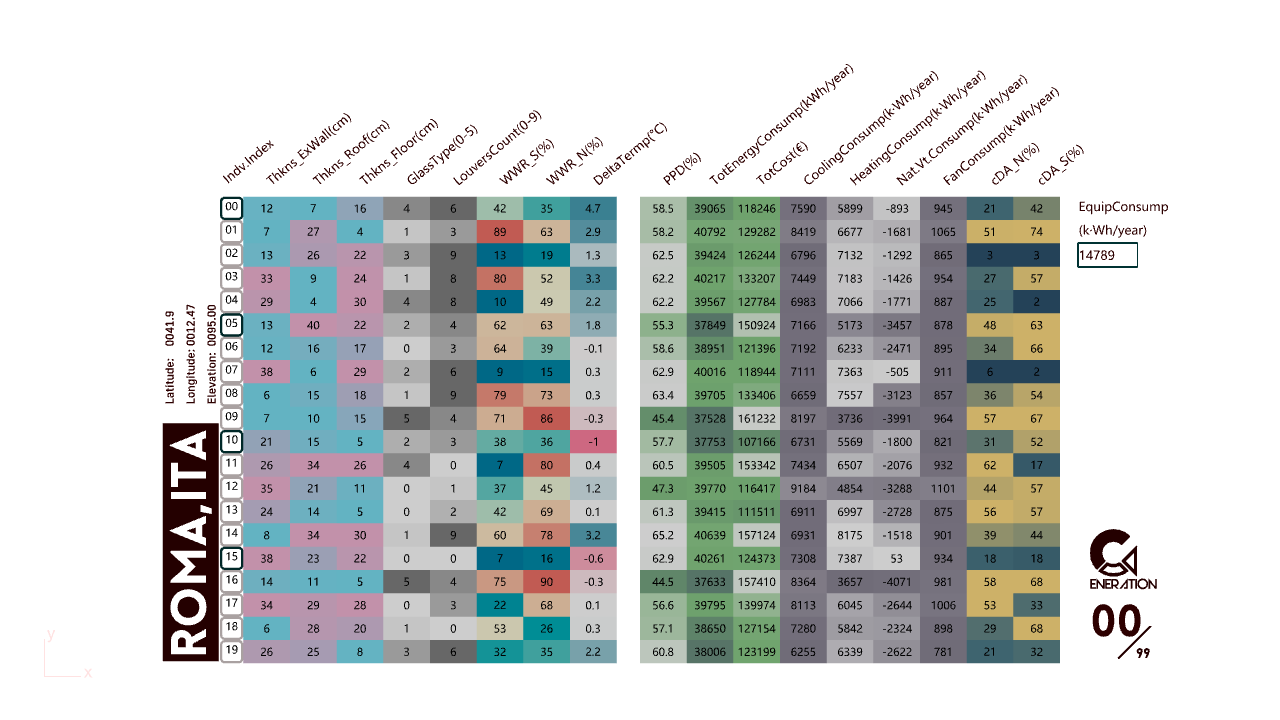 Indv.Index Thkns_ExWall(cm) Thkns_Roof(cm) Thkns_Floor(cm) GlassType(0-5) LouversCount(0-9) WWR_S(%) WWR_N(%) DeltaTermp(°C) PPD(%) TotEnergyConsump(kWh/year) TotCost(€) CoolingConsump(k·Wh/year) HeatingConsump(k·Wh/year) Nat.Vt.Consump(k·Wh/year) FanConsump(k·Wh/year) cDA_N(%) cDA_S(%)
00 12 7 16 4 6 42 35 4.7 58.5 39065 118246 7590 5899 -893 945 21 42
01 7 27 4 1 3 89 63 2.9 58.2 40792 129282 8419 6677 -1681 1065 51 74
02 13 26 22 3 9 13 19 1.3 62.5 39424 126244 6796 7132 -1292 865 3 3
03 33 9 24 1 8 80 52 3.3 62.2 40217 133207 7449 7183 -1426 954 27 57
04 29 4 30 4 8 10 49 2.2 62.2 39567 127784 6983 7066 -1771 887 25 2
05 13 40 22 2 4 62 63 1.8 55.3 37849 150924 7166 5173 -3457 878 48 63
06 12 16 17 0 3 64 39 -0.1 58.6 38951 121396 7192 6233 -2471 895 34 66
07 38 6 29 2 6 9 15 0.3 62.9 40016 118944 7111 7363 -505 911 6 2
08 6 15 18 1 9 79 73 0.3 63.4 39705 133406 6659 7557 -3123 857 36 54
09 7 10 15 5 4 71 86 -0.3 45.4 37528 161232 8197 3736 -3991 964 57 67
10 21 15 5 2 3 38 36 -1 57.7 37753 107166 6731 5569 -1800 821 31 52
11 26 34 26 4 0 7 80 0.4 60.5 39505 153342 7434 6507 -2076 932 62 17
12 35 21 11 0 1 37 45 1.2 47.3 39770 116417 9184 4854 -3288 1101 44 57
13 24 14 5 0 2 42 69 0.1 61.3 39415 111511 6911 6997 -2728 875 56 57
14 8 34 30 1 9 60 78 3.2 65.2 40639 157124 6931 8175 -1518 901 39 44
15 38 23 22 0 0 7 16 -0.6 62.9 40261 124373 7308 7387 53 934 18 18
16 14 11 5 5 4 75 90 -0.3 44.5 37633 157410 8364 3657 -4071 981 58 68
17 34 29 28 0 3 22 68 0.1 56.6 39795 139974 8113 6045 -2644 1006 53 33
18 6 28 20 1 0 53 26 0.3 57.1 38650 127154 7280 5842 -2324 898 29 68
19 26 25 8 3 6 32 35 2.2 60.8 38006 123199 6255 6339 -2622 781 21 32
EquipConsump
(k·Wh/year)
14789
Latitude: 0041.9
Longitude: 0012.47
Elevation: 0095.00
ROMA,ITA
ENERATION
00/99
y
x